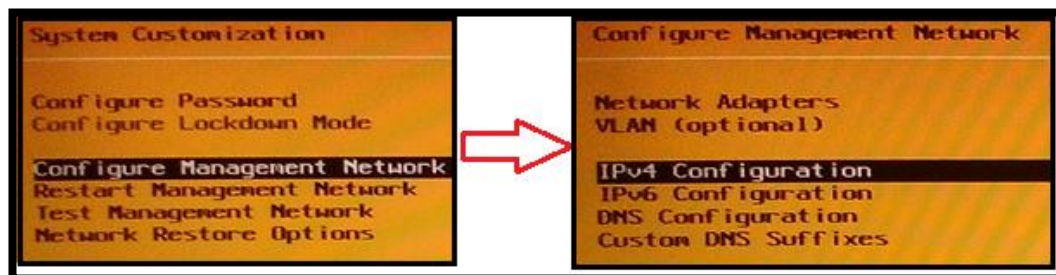 System Customization
Configure Password
Configure Lockdown Mode
Configure Management Network
Restart Management Network
Test Management Network
Network Restore Options
Configure Management Network
Network Adapters
VLAN (optional)
IPv4 Configuration
IPv6 Configuration
DNS Configuration
Custom DNS Suffixes